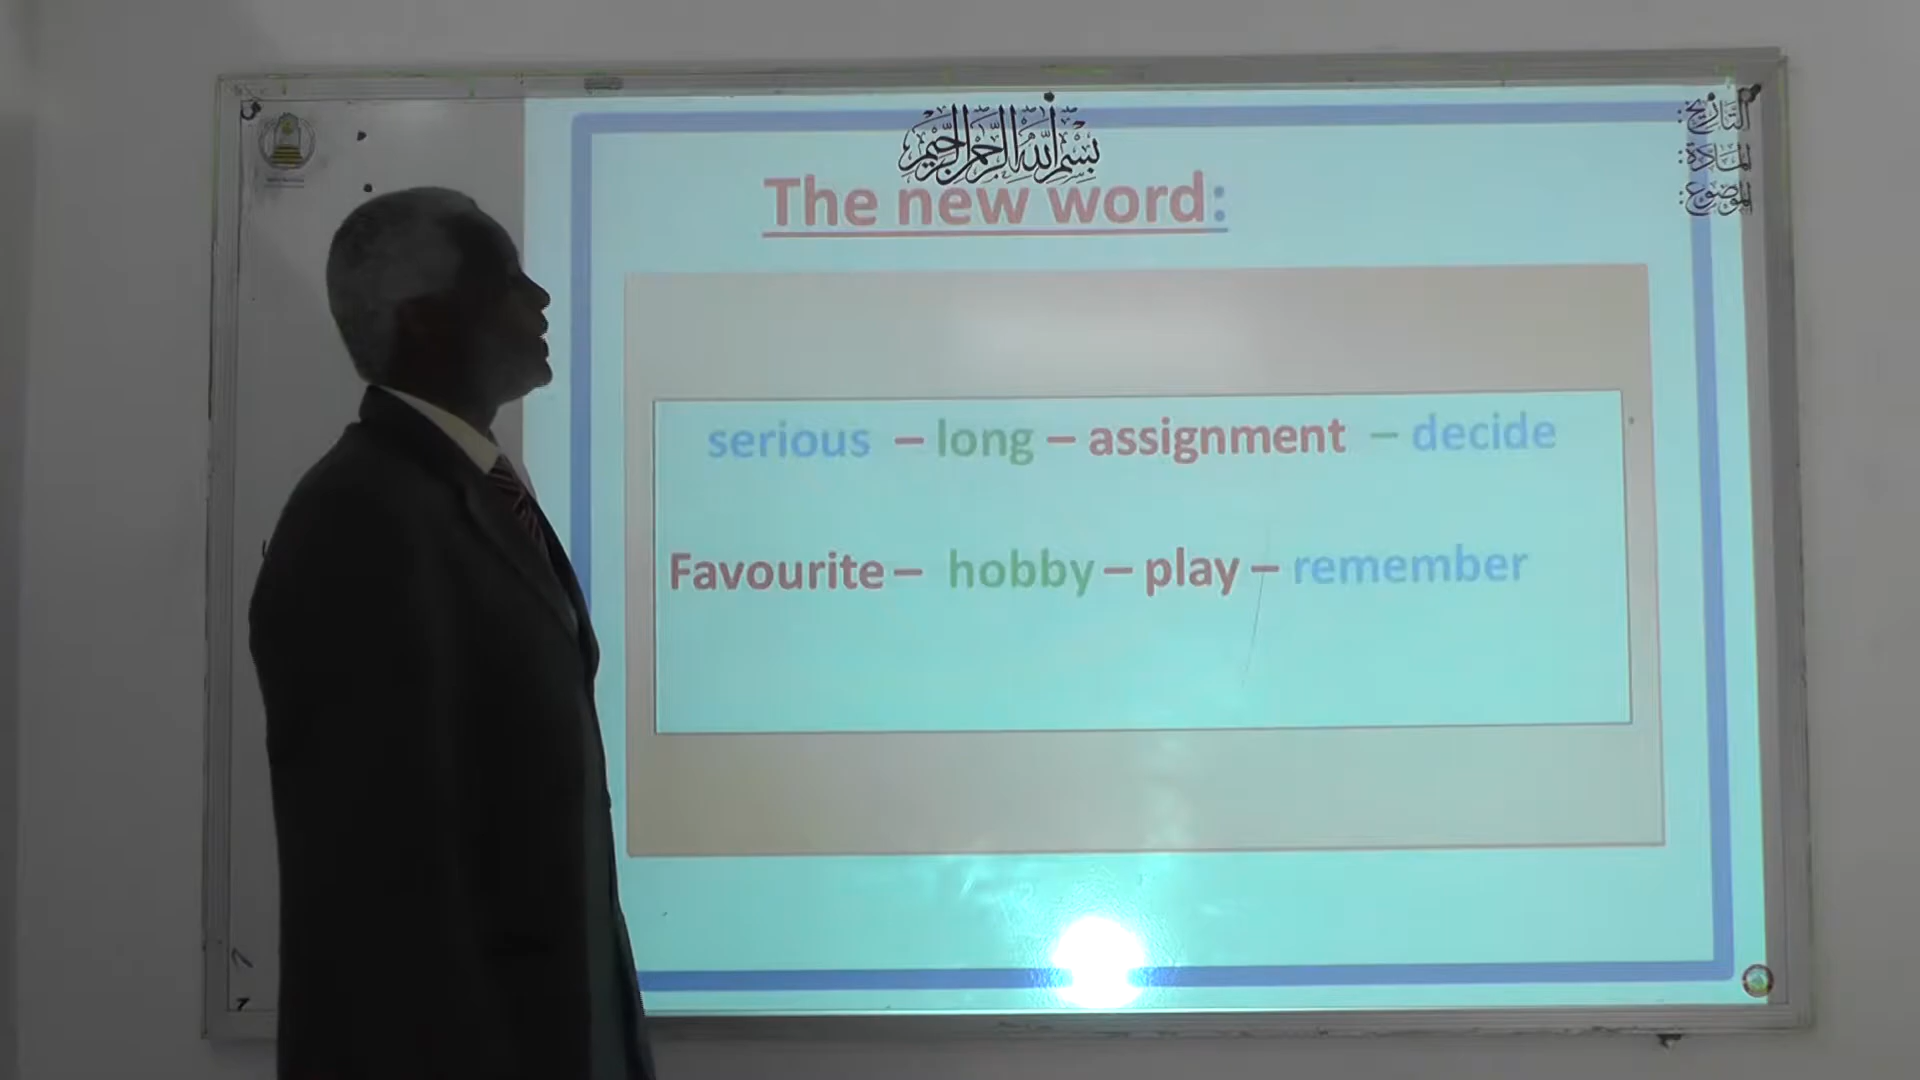 بسم الله الرحمن الرحيم
التاريخ:
المادة:
الموضوع:
The new word:
serious – long – assignment – decide
Favourite – hobby – play – remember